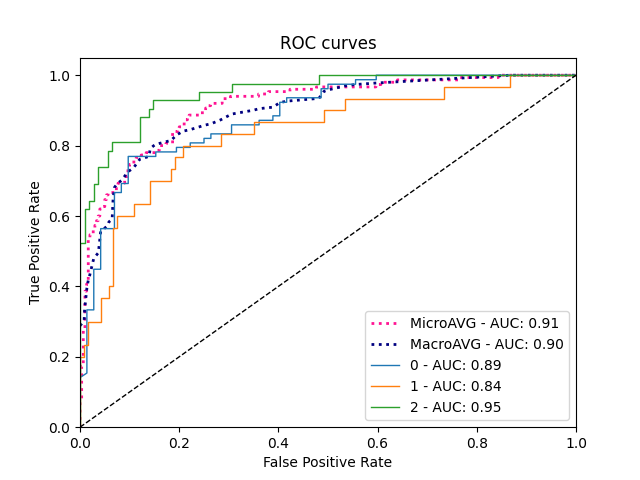 ROC curves
True Positive Rate
1.0
0.8
0.6
0.4
0.2
0.0
MicroAVG - AUC: 0.91
MacroAVG - AUC: 0.90
0 - AUC: 0.89
1 - AUC: 0.84
2 - AUC: 0.95
0.0 0.2 0.4 0.6 0.8 1.0
False Positive Rate